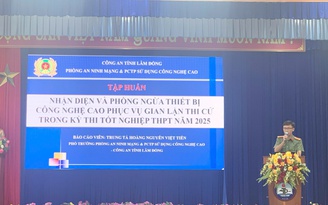 CÔNG AN TỈNH LÂM ĐỒNG
PHÒNG AN NINH MẠNG & PCTP SỬ DỤNG CÔNG NGHỆ CAO
TẬP HUẤN
NHẬN DIỆN VÀ PHÒNG NGỪA THIẾT BỊ
CÔNG NGHỆ CAO PHỤC VỤ GIAN LẬN THI CỬ
TRONG KỲ THI TỐT NGHIỆP THPT NĂM 2025
BÁO CÁO VIÊN: TRUNG TÁ HOÀNG NGUYÊN VIỆT TIẾN
PHÓ TRƯỞNG PHÒNG AN NINH MẠNG & PCTP SỬ DỤNG CÔNG NGHỆ CAO
CÔNG AN TỈNH LÂM ĐỒNG